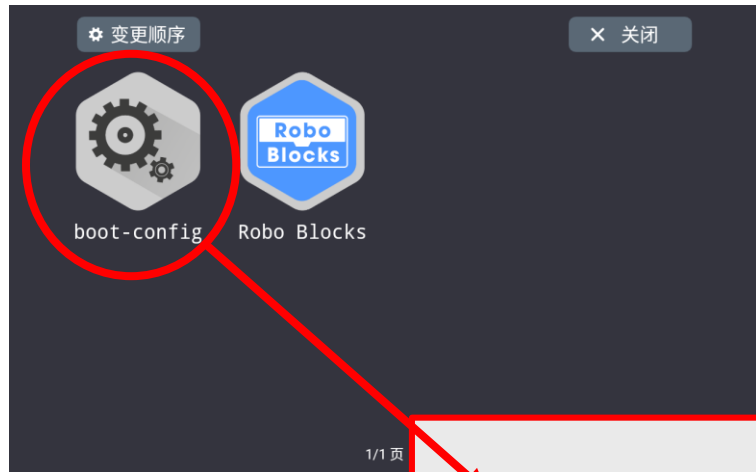 变更顺序
关闭
Robo
Blocks
boot-config
Robo Blocks
1/1 页